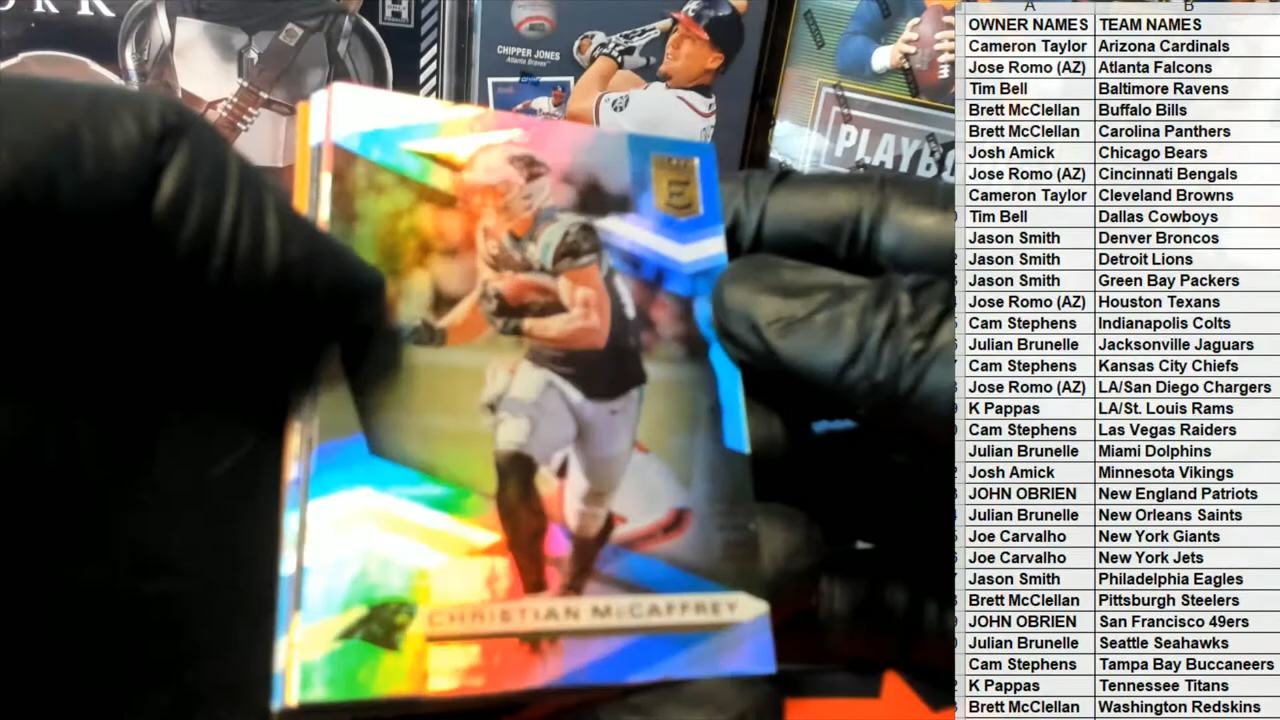 CHIPPER JONES
Atlanta Braves
PLAYBO
E
CHRISTIAN McCAFFREY
A B
OWNER NAMES TEAM NAMES
Cameron Taylor Arizona Cardinals
Jose Romo (AZ) Atlanta Falcons
Tim Bell Baltimore Ravens
Brett McClellan Buffalo Bills
Brett McClellan Carolina Panthers
Josh Amick Chicago Bears
Jose Romo (AZ) Cincinnati Bengals
Cameron Taylor Cleveland Browns
Tim Bell Dallas Cowboys
Jason Smith Denver Broncos
Jason Smith Detroit Lions
Jason Smith Green Bay Packers
Jose Romo (AZ) Houston Texans
Cam Stephens Indianapolis Colts
Julian Brunelle Jacksonville Jaguars
Cam Stephens Kansas City Chiefs
Jose Romo (AZ) LA/San Diego Chargers
K Pappas LA/St. Louis Rams
Cam Stephens Las Vegas Raiders
Julian Brunelle Miami Dolphins
Josh Amick Minnesota Vikings
JOHN OBRIEN New England Patriots
Julian Brunelle New Orleans Saints
Joe Carvalho New York Giants
Joe Carvalho New York Jets
Jason Smith Philadelphia Eagles
Brett McClellan Pittsburgh Steelers
JOHN OBRIEN San Francisco 49ers
Julian Brunelle Seattle Seahawks
Cam Stephens Tampa Bay Buccaneers
K Pappas Tennessee Titans
Brett McClellan Washington Redskins